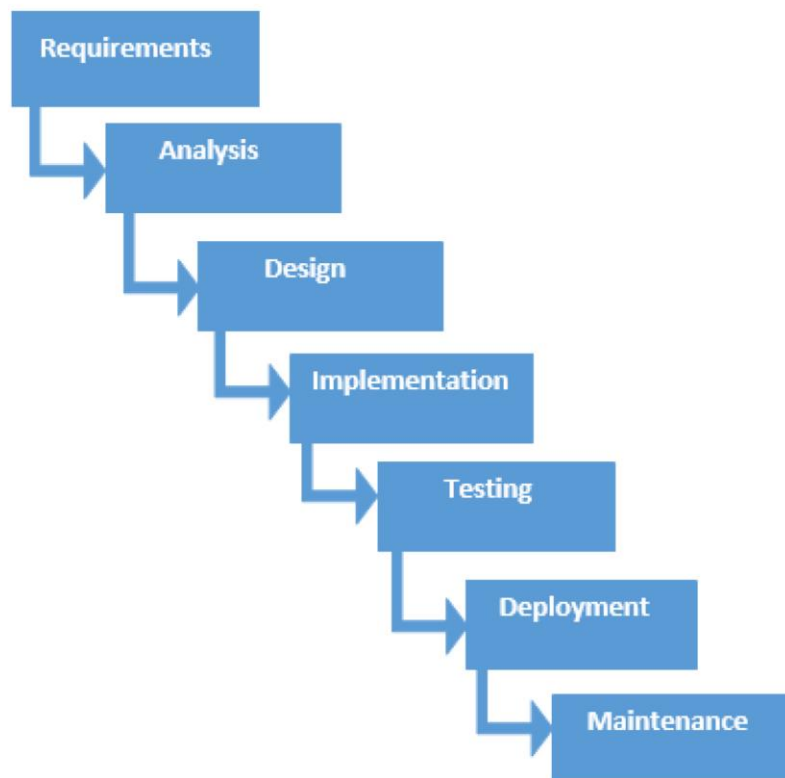 Requirements
Analysis
Design
Implementation
Testing
Deployment
Maintenance